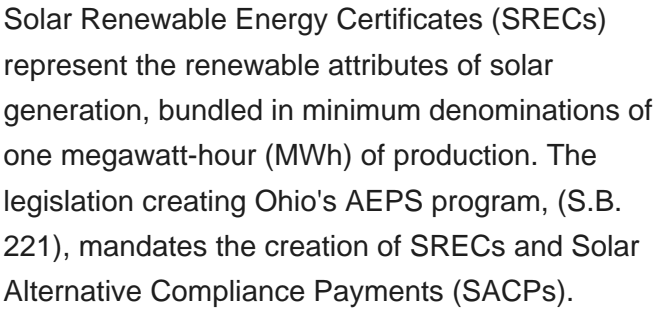 Solar Renewable Energy Certificates (SRECs)
represent the renewable attributes of solar
generation, bundled in minimum denominations of
one megawatt-hour (MWh) of production. The
legislation creating Ohio's AEPS program, (S.B.
221), mandates the creation of SRECs and Solar
Alternative Compliance Payments (SACPs).